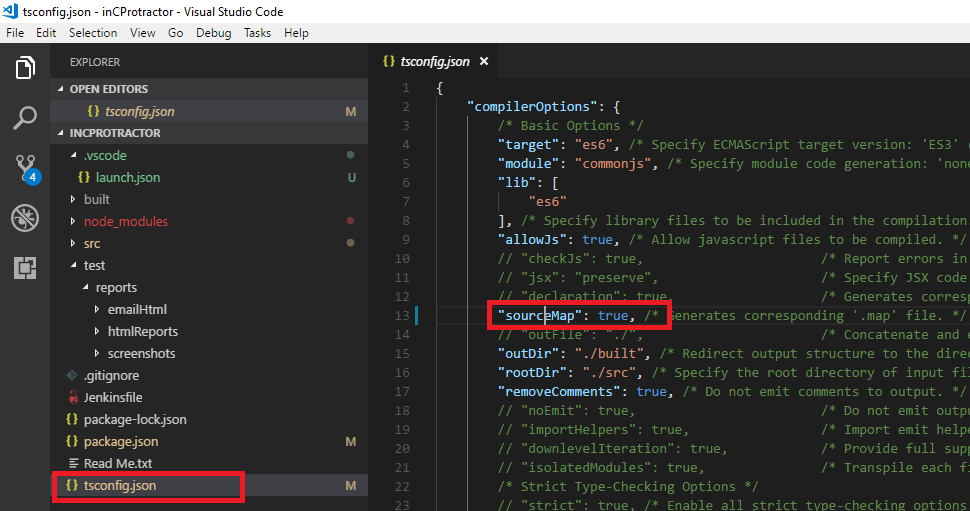 tsconfig.json - inCProtractor - Visual Studio Code
File Edit Selection View Go Debug Tasks Help
EXPLORER
OPEN EDITORS
{ } tsconfig.json M
INCPROTRACTOR
.vscode
{ } launch.json U
built
node_modules
src
test
reports
emailHtml
htmlReports
screenshots
.gitignore
Jenkinsfile
{ } package-lock.json
{ } package.json M
Read Me.txt
{ } tsconfig.json M
4
{ } tsconfig.json ×
1 {
2 "compilerOptions": {
3 /* Basic Options */
4 "target": "es6", /* Specify ECMAScript target version: 'ES3' (
5 "module": "commonjs", /* Specify module code generation: 'none
6 "lib": [
7 "es6"
8 ], /* Specify library files to be included in the compilation
9 "allowJs": true, /* Allow javascript files to be compiled. */
10 // "checkJs": true, /* Report errors in
11 // "jsx": "preserve", /* Specify JSX code
12 // "declaration": true, /* Generates corresp
13 "sourceMap": true, /* Generates corresponding '.map' file. */
14 // "outFile": "./", /* Concatenate and e
15 "outDir": "./built", /* Redirect output structure to the direc
16 "rootDir": "./src", /* Specify the root directory of input fil
17 "removeComments": true, /* Do not emit comments to output. */
18 // "noEmit": true, /* Do not emit outpu
19 // "importHelpers": true, /* Import emit helpe
20 // "downlevelIteration": true, /* Provide full supp
21 // "isolatedModules": true, /* Transpile each fi
22 /* Strict Type-Checking Options */
23 // "strict": true, /* Enable all strict type-checking options